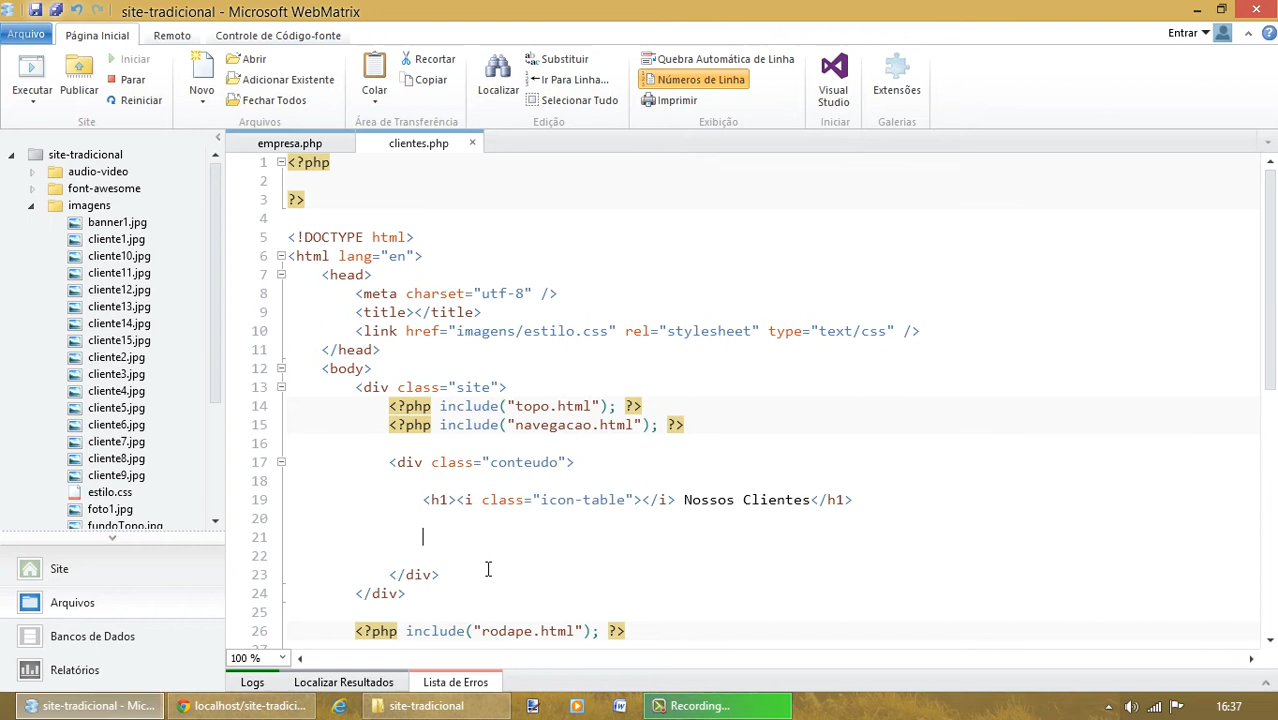 site-tradicional - Microsoft WebMatrix
Arquivo Página Inicial Remoto Controle de Código-fonte Entrar
Executar
Publicar
Iniciar
Parar
Reiniciar
Site
Novo
Abrir
Adicionar Existente
Fechar Todos
Arquivos
Colar
Recortar
Copiar
Área de Transferência
Localizar
Substituir
Ir Para Linha...
Selecionar Tudo
Edição
Quebra Automática de Linha
Números de Linha
Imprimir
Exibição
Visual
Studio
Iniciar
Extensões
Galerias
site-tradicional
audio-video
font-awesome
imagens
banner1.jpg
cliente1.jpg
cliente10.jpg
cliente11.jpg
cliente12.jpg
cliente13.jpg
cliente14.jpg
cliente15.jpg
cliente2.jpg
cliente3.jpg
cliente4.jpg
cliente5.jpg
cliente6.jpg
cliente7.jpg
cliente8.jpg
cliente9.jpg
estilo.css
foto1.jpg
fundoTopo.jpg
Site
Arquivos
Bancos de Dados
Relatórios
empresa.php clientes.php
1 <?php
2
3 ?>
4
5 <!DOCTYPE html>
6 <html lang="en">
7 <head>
8 <meta charset="utf-8" />
9 <title></title>
10 <link href="imagens/estilo.css" rel="stylesheet" type="text/css" />
11 </head>
12 <body>
13 <div class="site">
14 <?php include("topo.html"); ?>
15 <?php include("navegacao.html"); ?>
16
17 <div class="conteudo">
18
19 <h1><i class="icon-table"></i> Nossos Clientes</h1>
20
21
22
23 </div>
24 </div>
25
26 <?php include("rodape.html"); ?>
27
100 %
Logs Localizar Resultados Lista de Erros
site-tradicional - Mic... localhost/site-tradici... site-tradicional Recording... 16:37